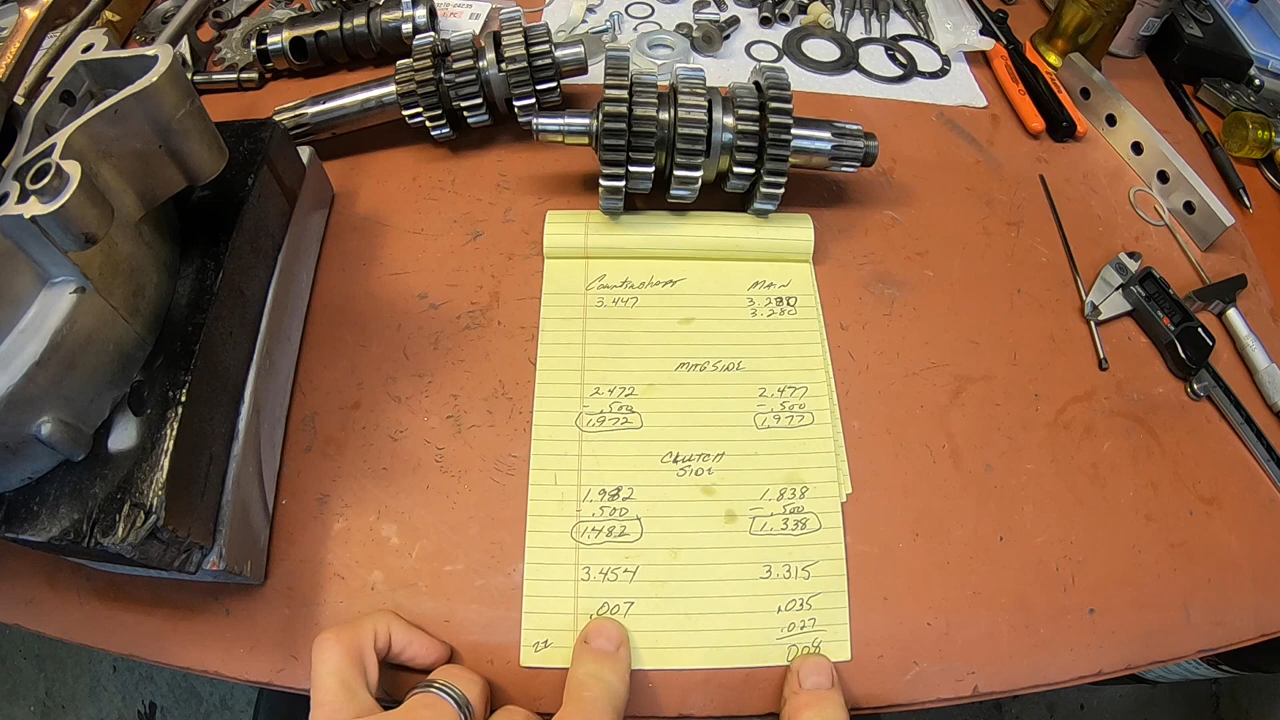 Countershaft MAIN
3.447 3.280
3.280
MAG SIDE
2.472 2.477
- .500 - .500
1.972 1.977
CLUTCH
SIDE
1.982 1.838
.500 - .500
1.482 1.338
3.454 3.315
.007 .035
.027
008